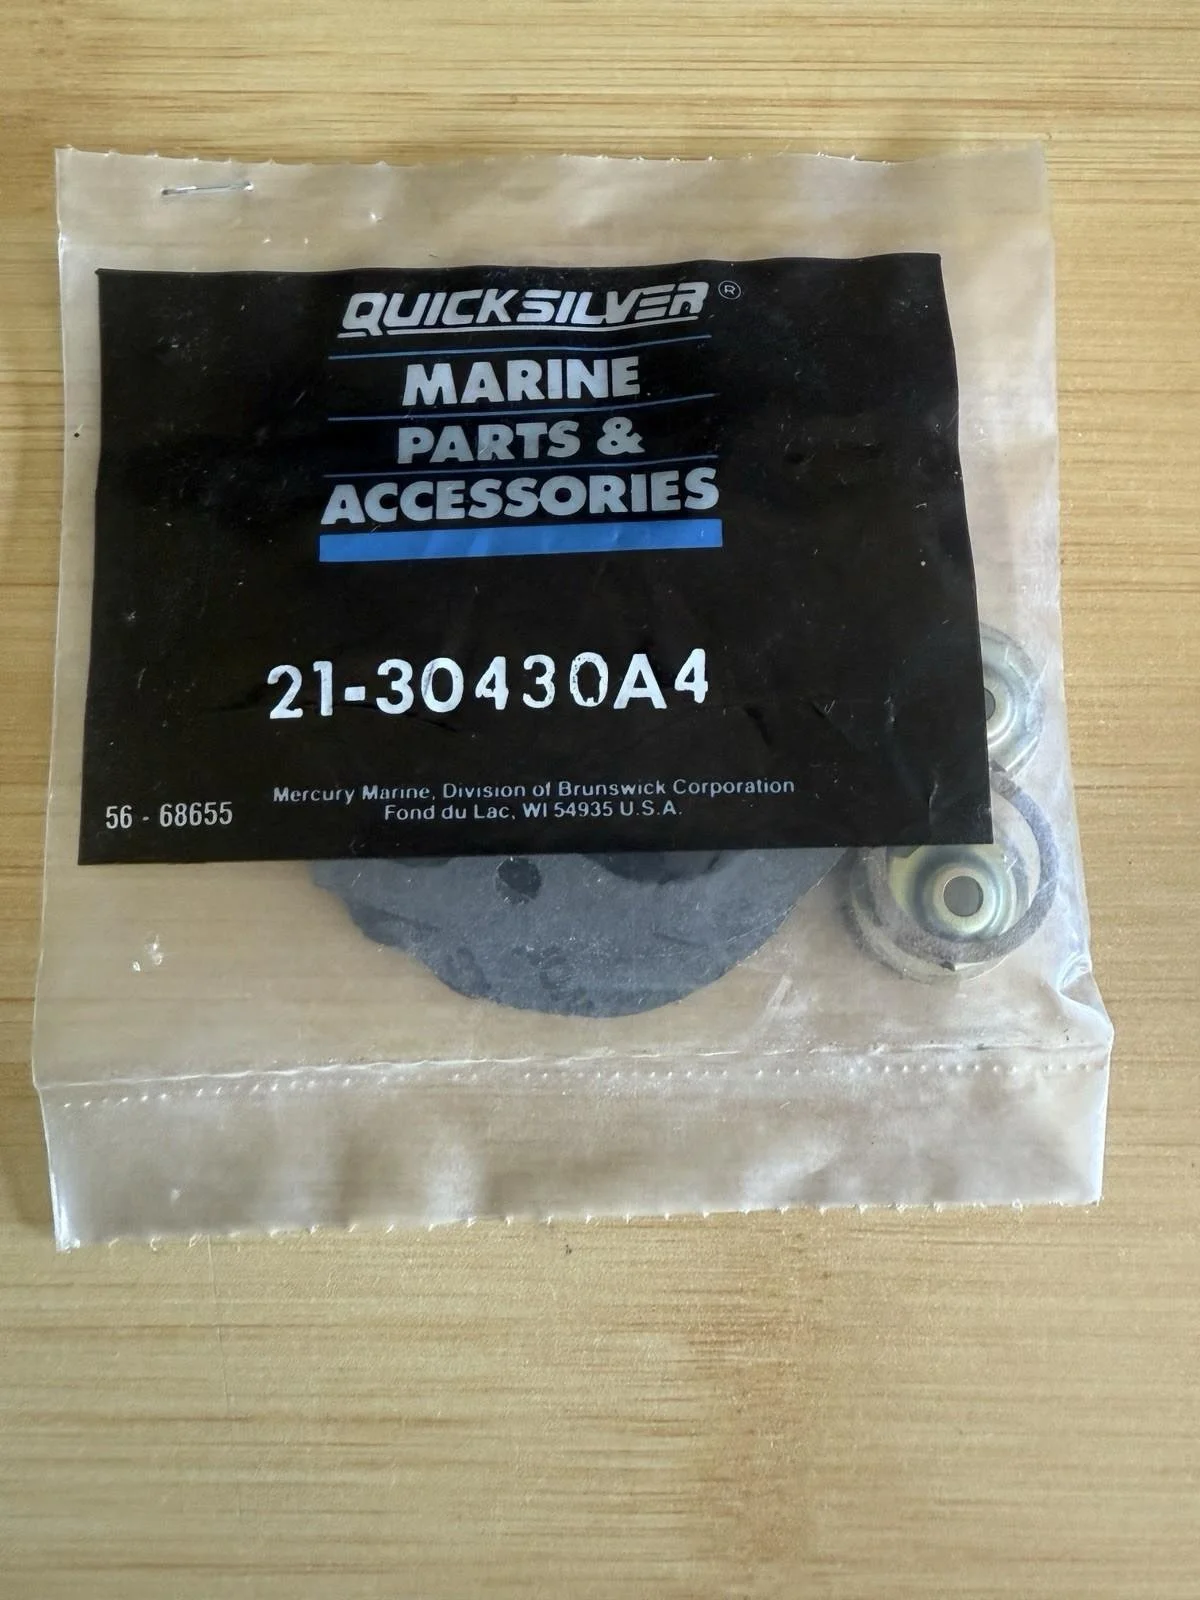 QUICKSILVER®
MARINE
PARTS &
ACCESSORIES
21-30430A4
Mercury Marine, Division of Brunswick Corporation
Fond du Lac, WI 54935 U.S.A.
56 - 68655